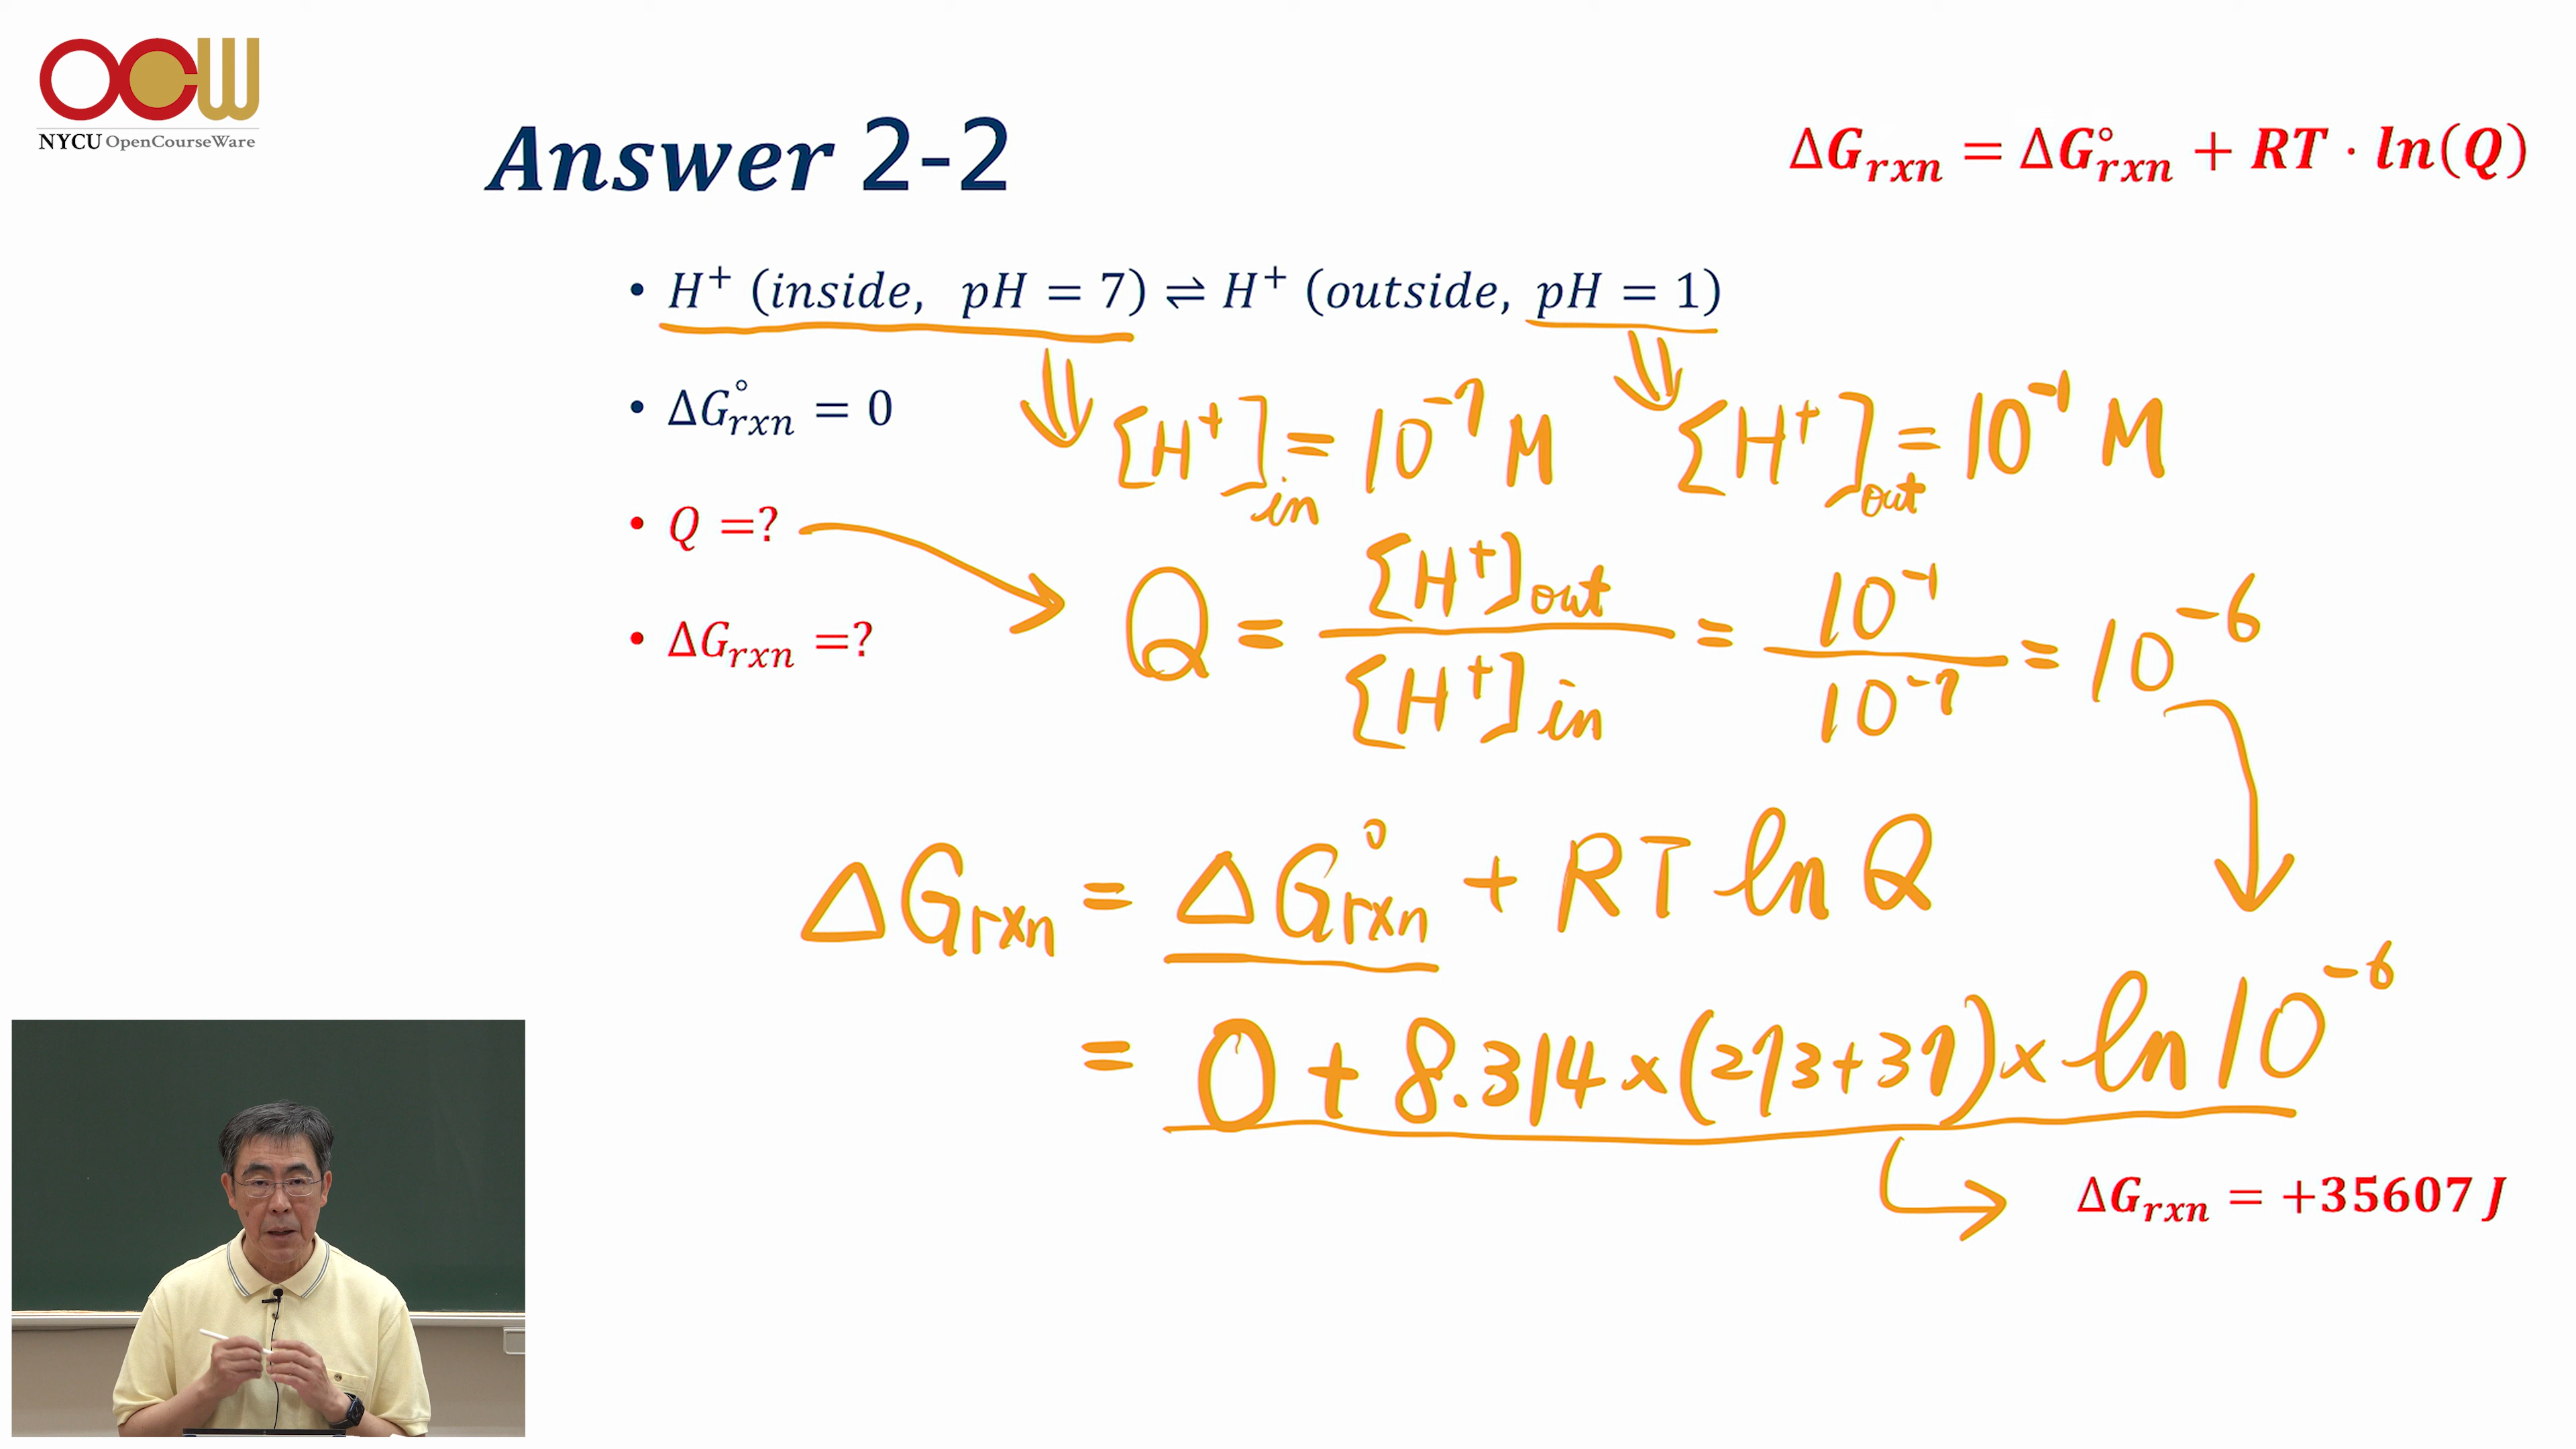 OCW
NYCU OpenCourseWare
Answer 2-2
ΔG_rxn = ΔG°_rxn + RT · ln(Q)
• H⁺ (inside, pH = 7) ⇌ H⁺ (outside, pH = 1)
• ΔG°_rxn = 0
[H⁺]_in = 10⁻⁷ M
[H⁺]_out = 10⁻¹ M
• Q =?
Q = [H⁺]_out / [H⁺]_in = 10⁻¹ / 10⁻⁷ = 10⁻⁶
• ΔG_rxn =?
ΔG_rxn = ΔG°_rxn + RT ln Q
= 0 + 8.314 × (273+37) × ln 10⁻⁶
ΔG_rxn = +35607 J